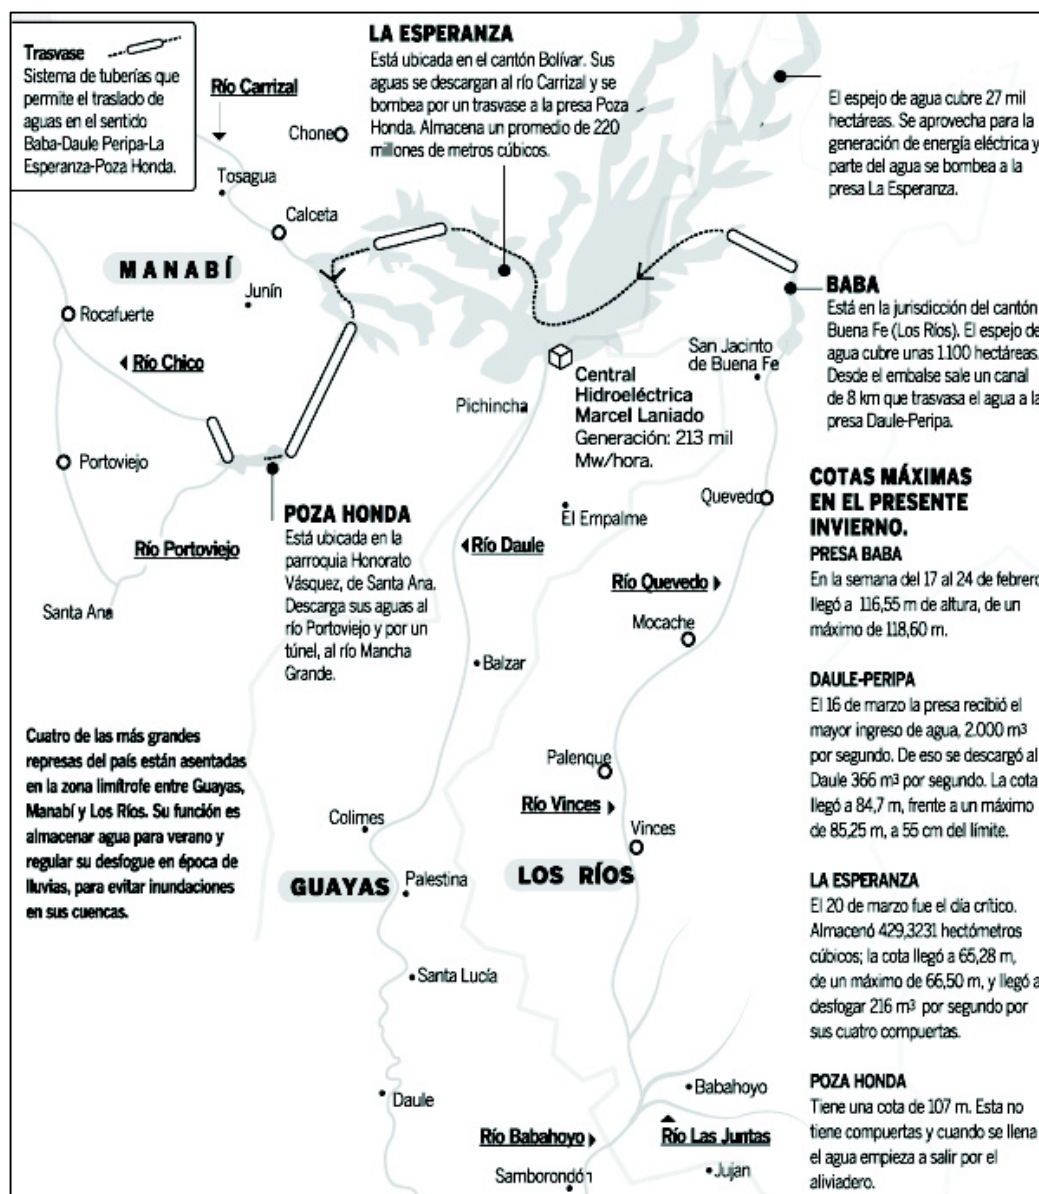 Trasvase
Sistema de tuberías que
permite el traslado de
aguas en el sentido
Baba-Daule Peripa-La
Esperanza-Poza Honda.
LA ESPERANZA
Está ubicada en el cantón Bolívar. Sus
aguas se descargan al río Carrizal y se
bombea por un trasvase a la presa Poza
Honda. Almacena un promedio de 220
millones de metros cúbicos.
El espejo de agua cubre 27 mil
hectáreas. Se aprovecha para la
generación de energía eléctrica y
parte del agua se bombea a la
presa La Esperanza.
Río Carrizal
Chone
Tosagua
Calceta
MANABÍ
Junín
Rocafuerte
Río Chico
Portoviejo
Río Portoviejo
Santa Ana
BABA
Está en la jurisdicción del cantón
Buena Fe (Los Ríos). El espejo de
agua cubre unas 1.100 hectáreas.
Desde el embalse sale un canal
de 8 km que trasvasa el agua a la
presa Daule-Peripa.
San Jacinto
de Buena Fe
Central
Hidroeléctrica
Marcel Laniado
Generación: 213 mil
Mw/hora.
Pichincha
POZA HONDA
Está ubicada en la
parroquia Honorato
Vásquez, de Santa Ana.
Descarga sus aguas al
río Portoviejo y por un
túnel, al río Mancha
Grande.
Quevedo
El Empalme
Río Daule
Río Quevedo
Mocache
Balzar
Palenque
Río Vinces
Vinces
Colimes
GUAYAS
Palestina
LOS RÍOS
Santa Lucía
Daule
Babahoyo
Río Babahoyo
Río Las Juntas
Samborondón
Jujan
Cuatro de las más grandes
represas del país están asentadas
en la zona limítrofe entre Guayas,
Manabí y Los Ríos. Su función es
almacenar agua para verano y
regular su desfogue en época de
lluvias, para evitar inundaciones
en sus cuencas.
COTAS MÁXIMAS
EN EL PRESENTE
INVIERNO.
PRESA BABA
En la semana del 17 al 24 de febrero
llegó a 116,55 m de altura, de un
máximo de 118,60 m.
DAULE-PERIPA
El 16 de marzo la presa recibió el
mayor ingreso de agua, 2.000 m³
por segundo. De eso se descargó al
Daule 366 m³ por segundo. La cota
llegó a 84,7 m, frente a un máximo
de 85,25 m, a 55 cm del límite.
LA ESPERANZA
El 20 de marzo fue el día crítico.
Almacenó 429,3231 hectómetros
cúbicos; la cota llegó a 65,28 m,
de un máximo de 66,50 m, y llegó a
desfogar 216 m³ por segundo por
sus cuatro compuertas.
POZA HONDA
Tiene una cota de 107 m. Esta no
tiene compuertas y cuando se llena
el agua empieza a salir por el
aliviadero.